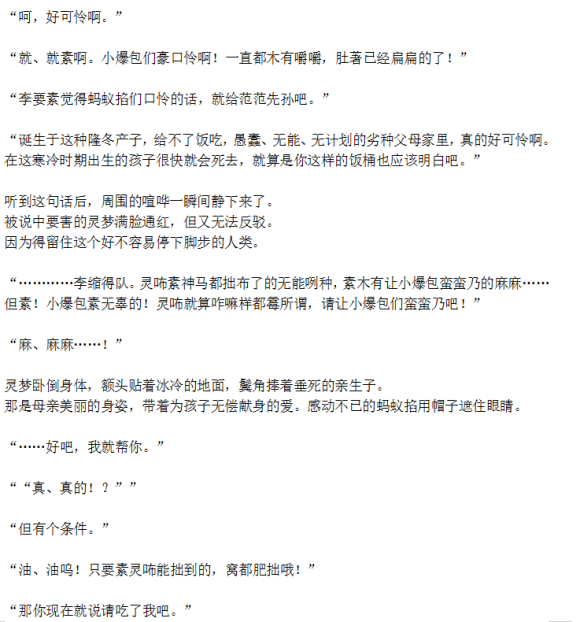 “呵，好可怜啊。”
“就、就素啊。小爆包们豪口怜啊！一直都木有嚼嚼，肚著已经扁扁的了！”
“李要素觉得蚂蚁掐们口怜的话，就给范范先孙吧。”
“诞生于这种隆冬产子，给不了饭吃，愚蠢、无能、无计划的劣种父母家里，真的好可怜啊。
在这寒冷时期出生的孩子很快就会死去，就算是你这样的饭桶也应该明白吧。”
听到这句话后，周围的喧哗一瞬间静下来了。
被说中要害的灵梦满脸通红，但又无法反驳。
因为得留住这个好不容易停下脚步的人类。
“…………李缩得队。灵咘素神马都拙布了的无能咧种，素木有让小爆包蛮蛮乃的麻麻……
但素！小爆包素无辜的！灵咘就算咋嘛样都霉所谓，请让小爆包们蛮蛮乃吧！”
“麻、麻麻……！”
灵梦卧倒身体，额头贴着冰冷的地面，鬓角捧着垂死的亲生子。
那是母亲美丽的身姿，带着为孩子无偿献身的爱。感动不已的蚂蚁掐用帽子遮住眼睛。
“……好吧，我就帮你。”
““真、真的！？””
“但有个条件。”
“油、油呜！只要素灵咘能拙到的，窝都肥拙哦！”
“那你现在就说请吃了我吧。”